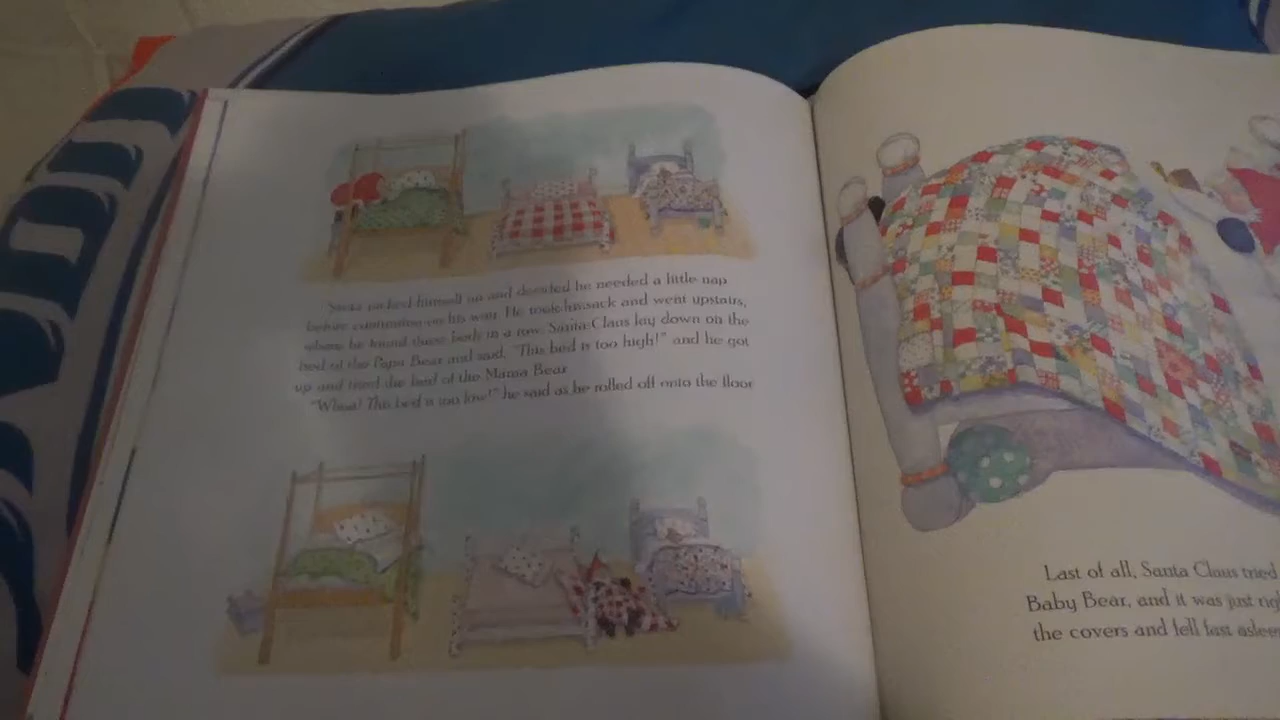 Santa picked himself up and decided he needed a little nap
before continuing on his way. He took his sack and went upstairs,
where he found three beds in a row. Santa Claus lay down on the
bed of the Papa Bear and said, "This bed is too high!" and he got
up and tried the bed of the Mama Bear
"Whoa! This bed is too low!" he said as he rolled off onto the floor
Last of all, Santa Claus tried
Baby Bear, and it was just
the covers and fell fast